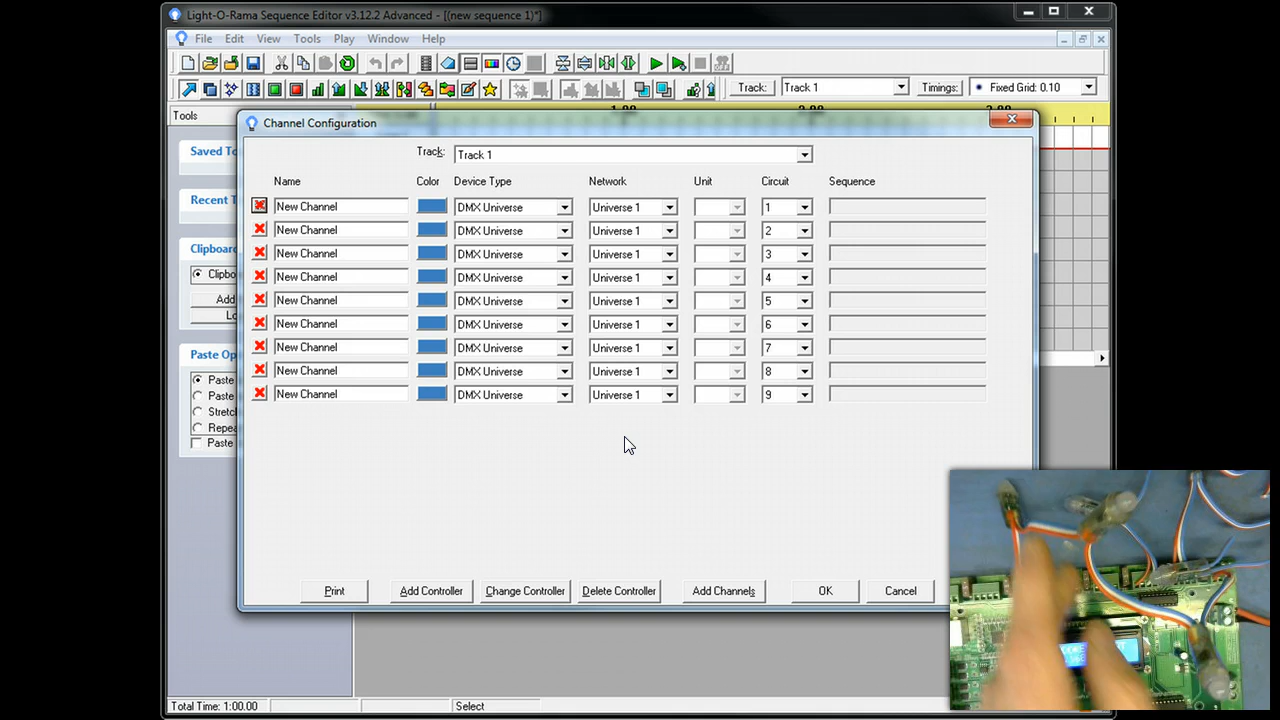 Light-O-Rama Sequence Editor v3.12.2 Advanced - [(new sequence 1)*]
File Edit View Tools Play Window Help
Track: Track 1 Timings: Fixed Grid: 0.10
Tools
Channel Configuration
Track: Track 1
Name Color Device Type Network Unit Circuit Sequence
New Channel DMX Universe Universe 1 1
New Channel DMX Universe Universe 1 2
New Channel DMX Universe Universe 1 3
New Channel DMX Universe Universe 1 4
New Channel DMX Universe Universe 1 5
New Channel DMX Universe Universe 1 6
New Channel DMX Universe Universe 1 7
New Channel DMX Universe Universe 1 8
New Channel DMX Universe Universe 1 9
Saved To
Recent T
Clipboar
Clipbo
Add
Lo
Paste Op
Paste
Paste
Stretch
Repea
Paste
Print Add Controller Change Controller Delete Controller Add Channels OK Cancel
Total Time: 1:00.00 Select